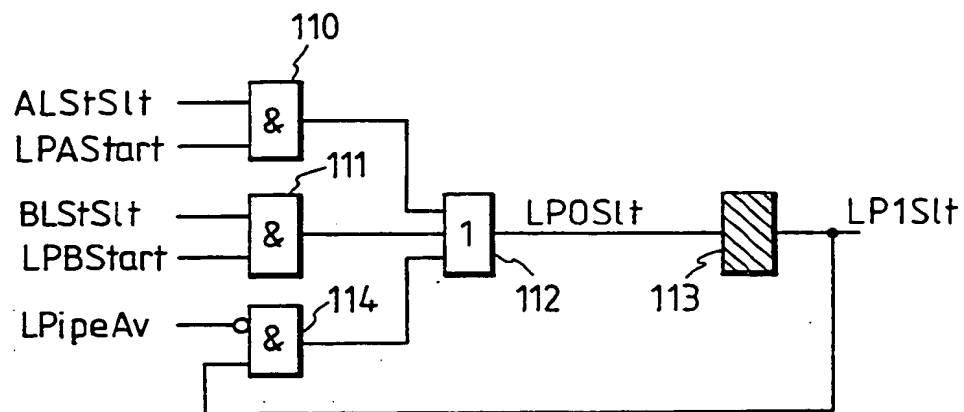 110
ALStSlt
&
LPAStart
111
BLStSlt
&
LPBStart
LP0Slt
LP1Slt
1
112
113
114
LPipeAv
&